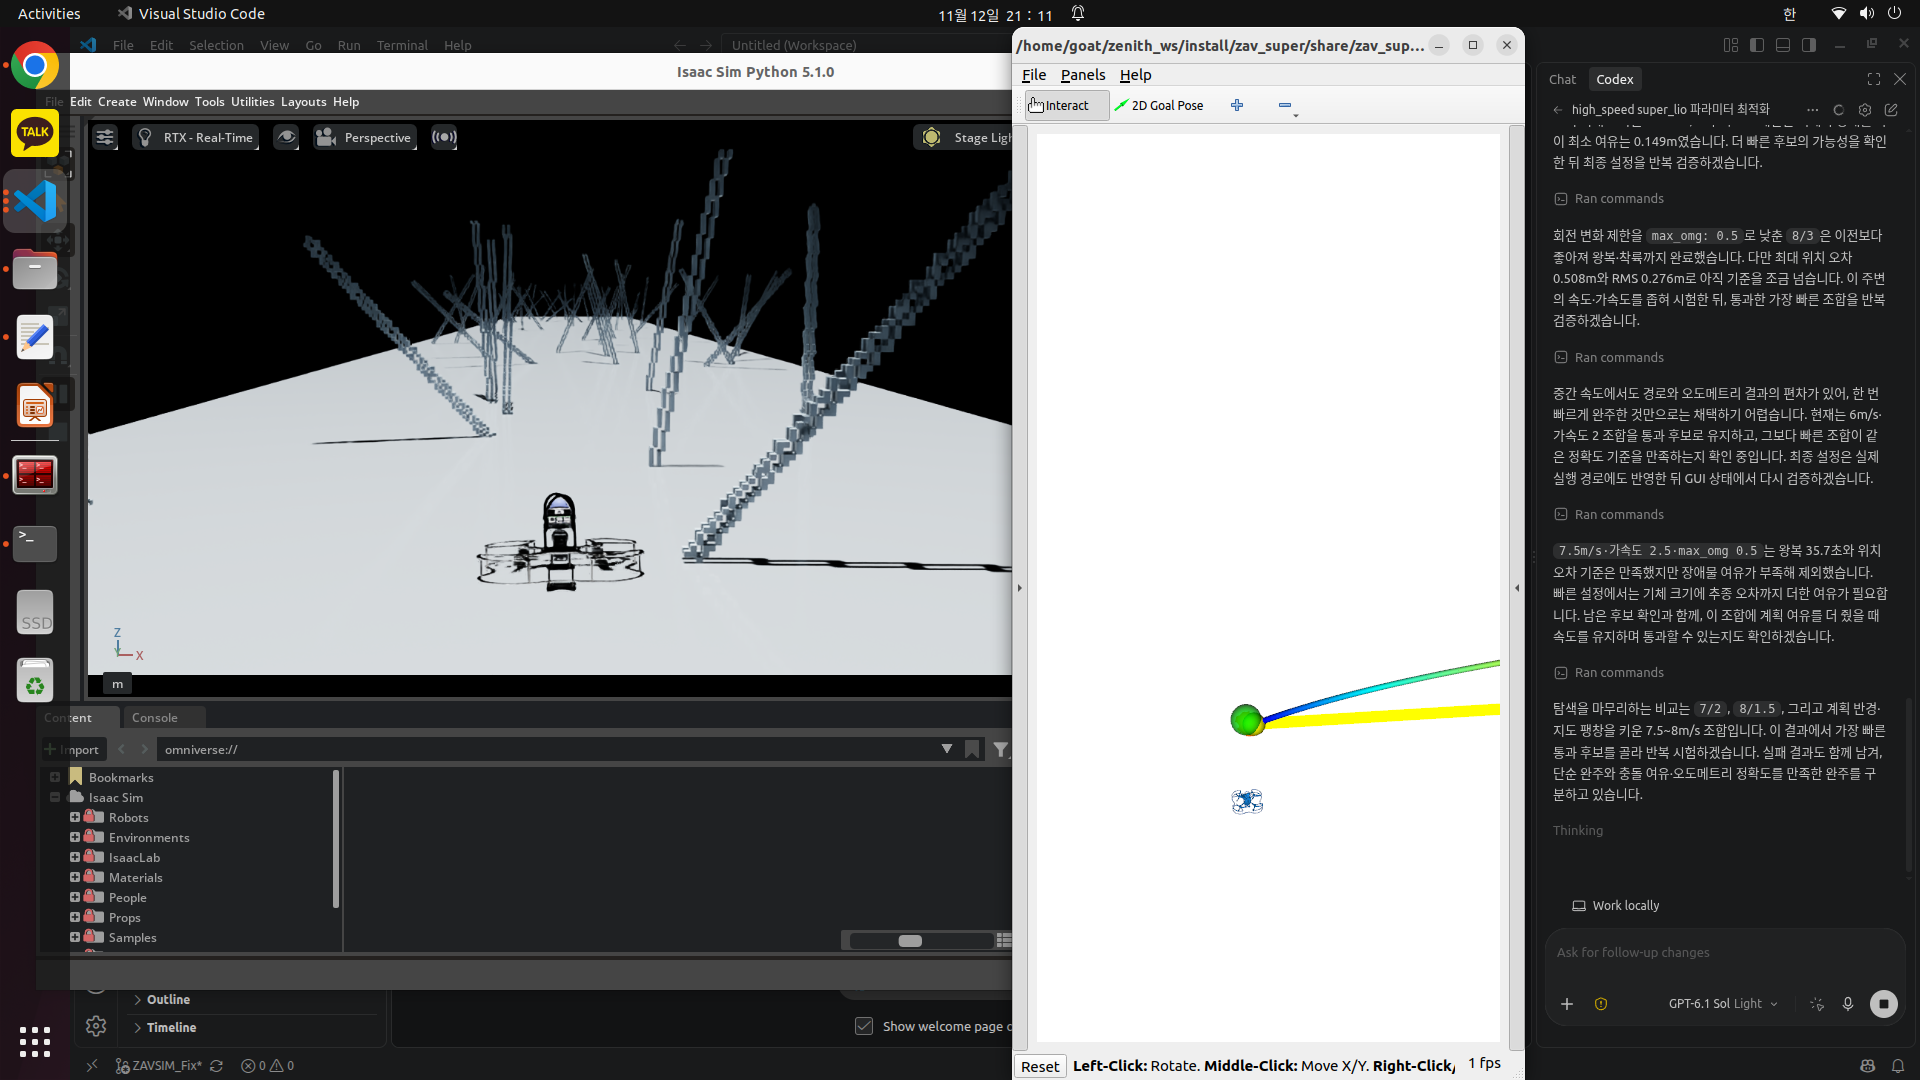 Activities
Visual Studio Code
11월 12일 21 : 11
한
File Edit Selection View Go Run Terminal Help
Untitled (Workspace)
Isaac Sim Python 5.1.0
File Edit Create Window Tools Utilities Layouts Help
RTX - Real-Time
Perspective
Stage Ligh
Z
Y
X
m
Content
Console
Import
omniverse://
Bookmarks
Isaac Sim
Robots
Environments
IsaacLab
Materials
People
Props
Samples
Outline
Timeline
Show welcome page o
ZAVSIM_Fix*
0
0
TALK
SSD
/home/goat/zenith_ws/install/zav_super/share/zav_sup...
File Panels Help
Interact
2D Goal Pose
Reset
Left-Click: Rotate. Middle-Click: Move X/Y. Right-Click/
1 fps
Chat
Codex
high_speed super_lio 파라미터 최적화
이 최소 여유는 0.149m였습니다. 더 빠른 후보의 가능성을 확인
한 뒤 최종 설정을 반복 검증하겠습니다.
Ran commands
회전 변화 제한을 max_omg: 0.5로 낮춘 8/3은 이전보다
좋아져 왕복·착륙까지 완료했습니다. 다만 최대 위치 오차
0.508m와 RMS 0.276m로 아직 기준을 조금 넘습니다. 이 주변
의 속도·가속도를 좁혀 시험한 뒤, 통과한 가장 빠른 조합을 반복
검증하겠습니다.
Ran commands
중간 속도에서도 경로와 오도메트리 결과의 편차가 있어, 한 번
빠르게 완주한 것만으로는 채택하기 어렵습니다. 현재는 6m/s·
가속도 2 조합을 통과 후보로 유지하고, 그보다 빠른 조합이 같
은 정확도 기준을 만족하는지 확인 중입니다. 최종 설정은 실제
실행 경로에도 반영한 뒤 GUI 상태에서 다시 검증하겠습니다.
Ran commands
7.5m/s·가속도 2.5·max_omg 0.5는 왕복 35.7초와 위치
오차 기준은 만족했지만 장애물 여유가 부족해 제외했습니다.
빠른 설정에서는 기체 크기에 추종 오차까지 더한 여유가 필요합
니다. 남은 후보 확인과 함께, 이 조합에 계획 여유를 더 줬을 때
속도를 유지하며 통과할 수 있는지도 확인하겠습니다.
Ran commands
탐색을 마무리하는 비교는 7/2, 8/1.5, 그리고 계획 반경·
지도 팽창을 키운 7.5~8m/s 조합입니다. 이 결과에서 가장 빠른
통과 후보를 골라 반복 시험하겠습니다. 실패 결과도 함께 남겨,
단순 완주와 충돌 여유·오도메트리 정확도를 만족한 완주를 구
분하고 있습니다.
Thinking
Work locally
Ask for follow-up changes
GPT-6.1 Sol Light